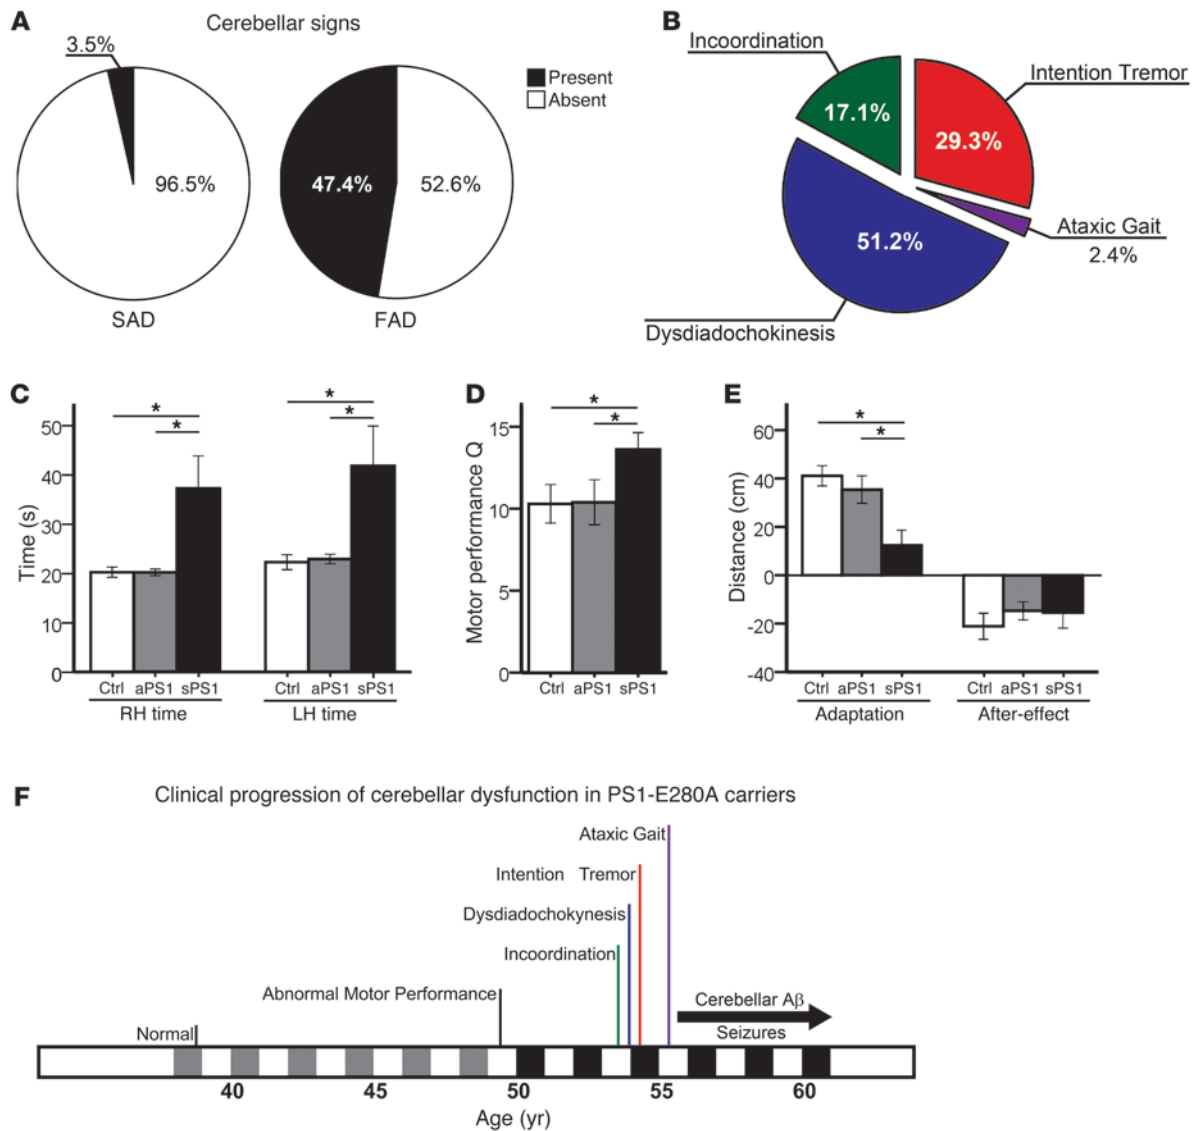 A
Cerebellar signs
3.5%
96.5%
SAD
47.4%
52.6%
FAD
Present
Absent
B
Incoordination
17.1%
Intention Tremor
29.3%
Ataxic Gait
2.4%
51.2%
Dysdiadochokinesis
C
Time (s)
50
40
30
20
10
0
*
*
*
*
Ctrl aPS1 sPS1
RH time
Ctrl aPS1 sPS1
LH time
D
Motor performance Q
15
10
5
0
*
*
Ctrl aPS1 sPS1
E
Distance (cm)
60
40
20
0
-20
-40
*
*
Ctrl aPS1 sPS1
Adaptation
Ctrl aPS1 sPS1
After-effect
F
Clinical progression of cerebellar dysfunction in PS1-E280A carriers
Ataxic Gait
Intention Tremor
Dysdiadochokynesis
Incoordination
Abnormal Motor Performance
Normal
Cerebellar Aβ
Seizures
40 45 50 55 60
Age (yr)